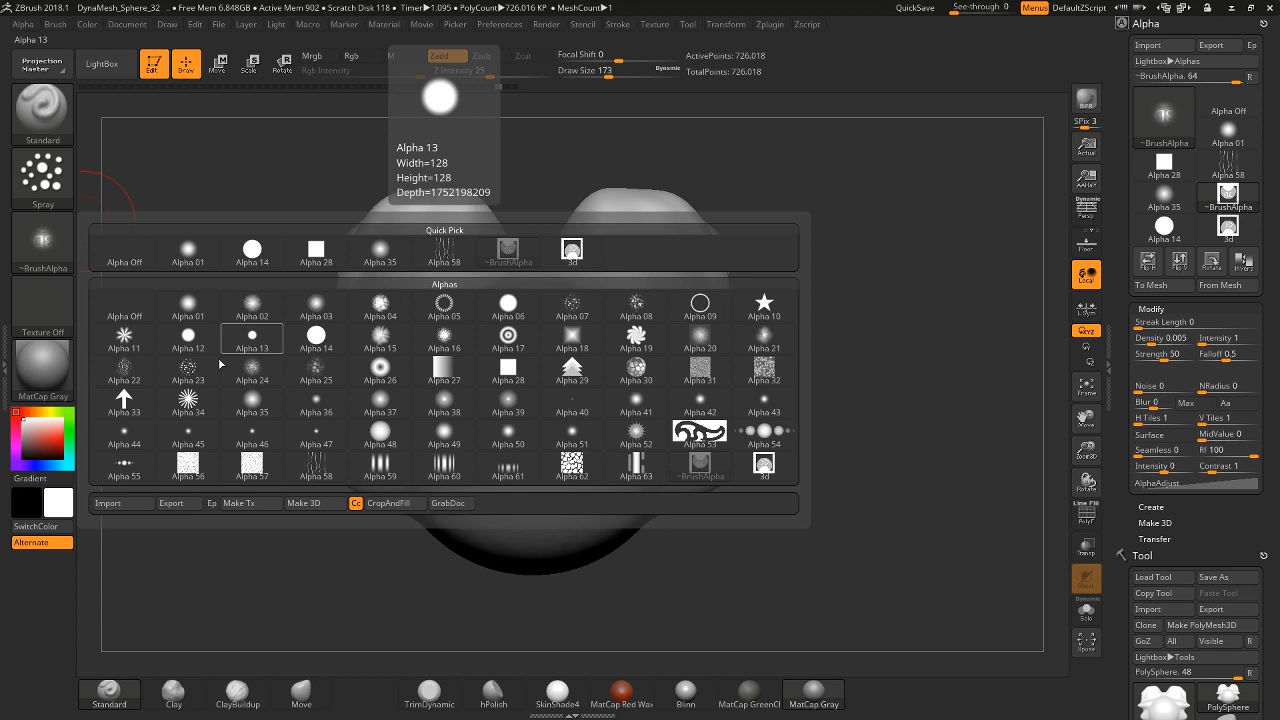 ZBrush 2018.1 DynaMesh_Sphere_32 • Free Mem 6.848GB • Active Mem 902 • Scratch Disk 118 • Timer▶1.095 • PolyCount▶726.016 KP • MeshCount▶1 QuickSave See-through 0 Menus DefaultZScript
Alpha Brush Color Document Draw Edit File Layer Light Macro Marker Material Movie Picker Preferences Render Stencil Stroke Texture Tool Transform Zplugin Zscript
Alpha 13
Projection Master
LightBox
Edit Draw Move Scale Rotate
Mrgb Rgb M Zadd Zsub Zcut
Rgb Intensity Z Intensity 25
Focal Shift 0
Draw Size 173 Dynamic
ActivePoints: 726.018
TotalPoints: 726.018
Alpha 13
Width=128
Height=128
Depth=1752198209
Standard
Spray
~BrushAlpha
Texture Off
MatCap Gray
Gradient
SwitchColor
Alternate
Quick Pick
Alpha Off Alpha 01 Alpha 14 Alpha 28 Alpha 35 Alpha 58 ~BrushAlpha 3d
Alphas
Alpha Off Alpha 01 Alpha 02 Alpha 03 Alpha 04 Alpha 05 Alpha 06 Alpha 07 Alpha 08 Alpha 09 Alpha 10
Alpha 11 Alpha 12 Alpha 13 Alpha 14 Alpha 15 Alpha 16 Alpha 17 Alpha 18 Alpha 19 Alpha 20 Alpha 21
Alpha 22 Alpha 23 Alpha 24 Alpha 25 Alpha 26 Alpha 27 Alpha 28 Alpha 29 Alpha 30 Alpha 31 Alpha 32
Alpha 33 Alpha 34 Alpha 35 Alpha 36 Alpha 37 Alpha 38 Alpha 39 Alpha 40 Alpha 41 Alpha 42 Alpha 43
Alpha 44 Alpha 45 Alpha 46 Alpha 47 Alpha 48 Alpha 49 Alpha 50 Alpha 51 Alpha 52 Alpha 53 Alpha 54
Alpha 55 Alpha 56 Alpha 57 Alpha 58 Alpha 59 Alpha 60 Alpha 61 Alpha 62 Alpha 63 ~BrushAlpha 3d
Import Export Ep Make Tx Make 3D Cc CropAndFill GrabDoc
Standard Clay ClayBuildup Move TrimDynamic hPolish SkinShade4 MatCap Red Wax Blinn MatCap GreenCl MatCap Gray
BPR
SPix 3
Actual
AAHalf
Dynamic
Persp
Floor
Local
L.Sym
XYZ
Frame
Move
Rotate
Line Fill
PolyF
Transp
Dynamic
Solo
Xpose
Alpha
Import Export Ep
Lightbox▶Alphas
~BrushAlpha. 64 R
Alpha Off
Alpha 01
Alpha 28 Alpha 58
Alpha 35 ~BrushAlpha
Alpha 14 3d
Flip H Flip V Rotate Invers
To Mesh From Mesh
Modify
Streak Length 0
Density 0.005 Intensity 1
Strength 50 Falloff 0.5
Noise 0 NRadius 0
Blur 0 Max Aa
H Tiles 1 V Tiles 1
Surface MidValue 0
Seamless 0 Rf 100
Intensity 0 Contrast 1
AlphaAdjust
Create
Make 3D
Transfer
Tool
Load Tool Save As
Copy Tool Paste Tool
Import Export
Clone Make PolyMesh3D
GoZ All Visible R
Lightbox▶Tools
PolySphere. 48 R
PolySphere